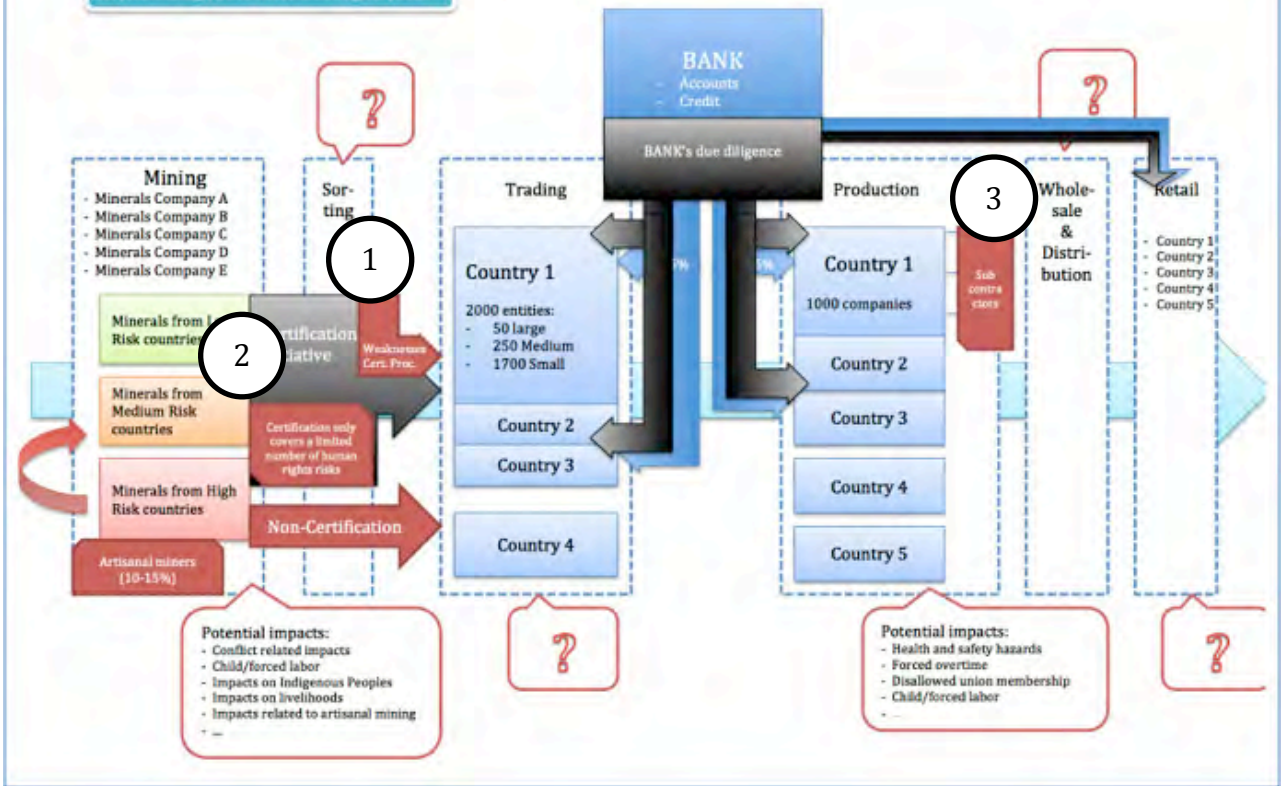 ?
?
BANK
- Accounts
- Credit
BANK's due diligence
Mining
- Minerals Company A
- Minerals Company B
- Minerals Company C
- Minerals Company D
- Minerals Company E
Sor-
ting
Trading
Production
Whole-
sale
&
Distri-
bution
Retail
- Country 1
- Country 2
- Country 3
- Country 4
- Country 5
1
2
3
Minerals from
Risk countries
Minerals from
Medium Risk
countries
Minerals from High
Risk countries
Artisanal miners
(10-15%)
Weaknesses
Cert. Proc.
Certification only
covers a limited
number of human
rights risks
Non-Certification
Country 1
2000 entities:
- 50 large
- 250 Medium
- 1700 Small
Country 2
Country 3
Country 4
Country 1
1000 companies
Country 2
Country 3
Country 4
Country 5
Sub
contra
ctors
Potential impacts:
- Conflict related impacts
- Child/forced labor
- Impacts on Indigenous Peoples
- Impacts on livelihoods
- Impacts related to artisanal mining
- ...
?
Potential impacts:
- Health and safety hazards
- Forced overtime
- Disallowed union membership
- Child/forced labor
- ...
?